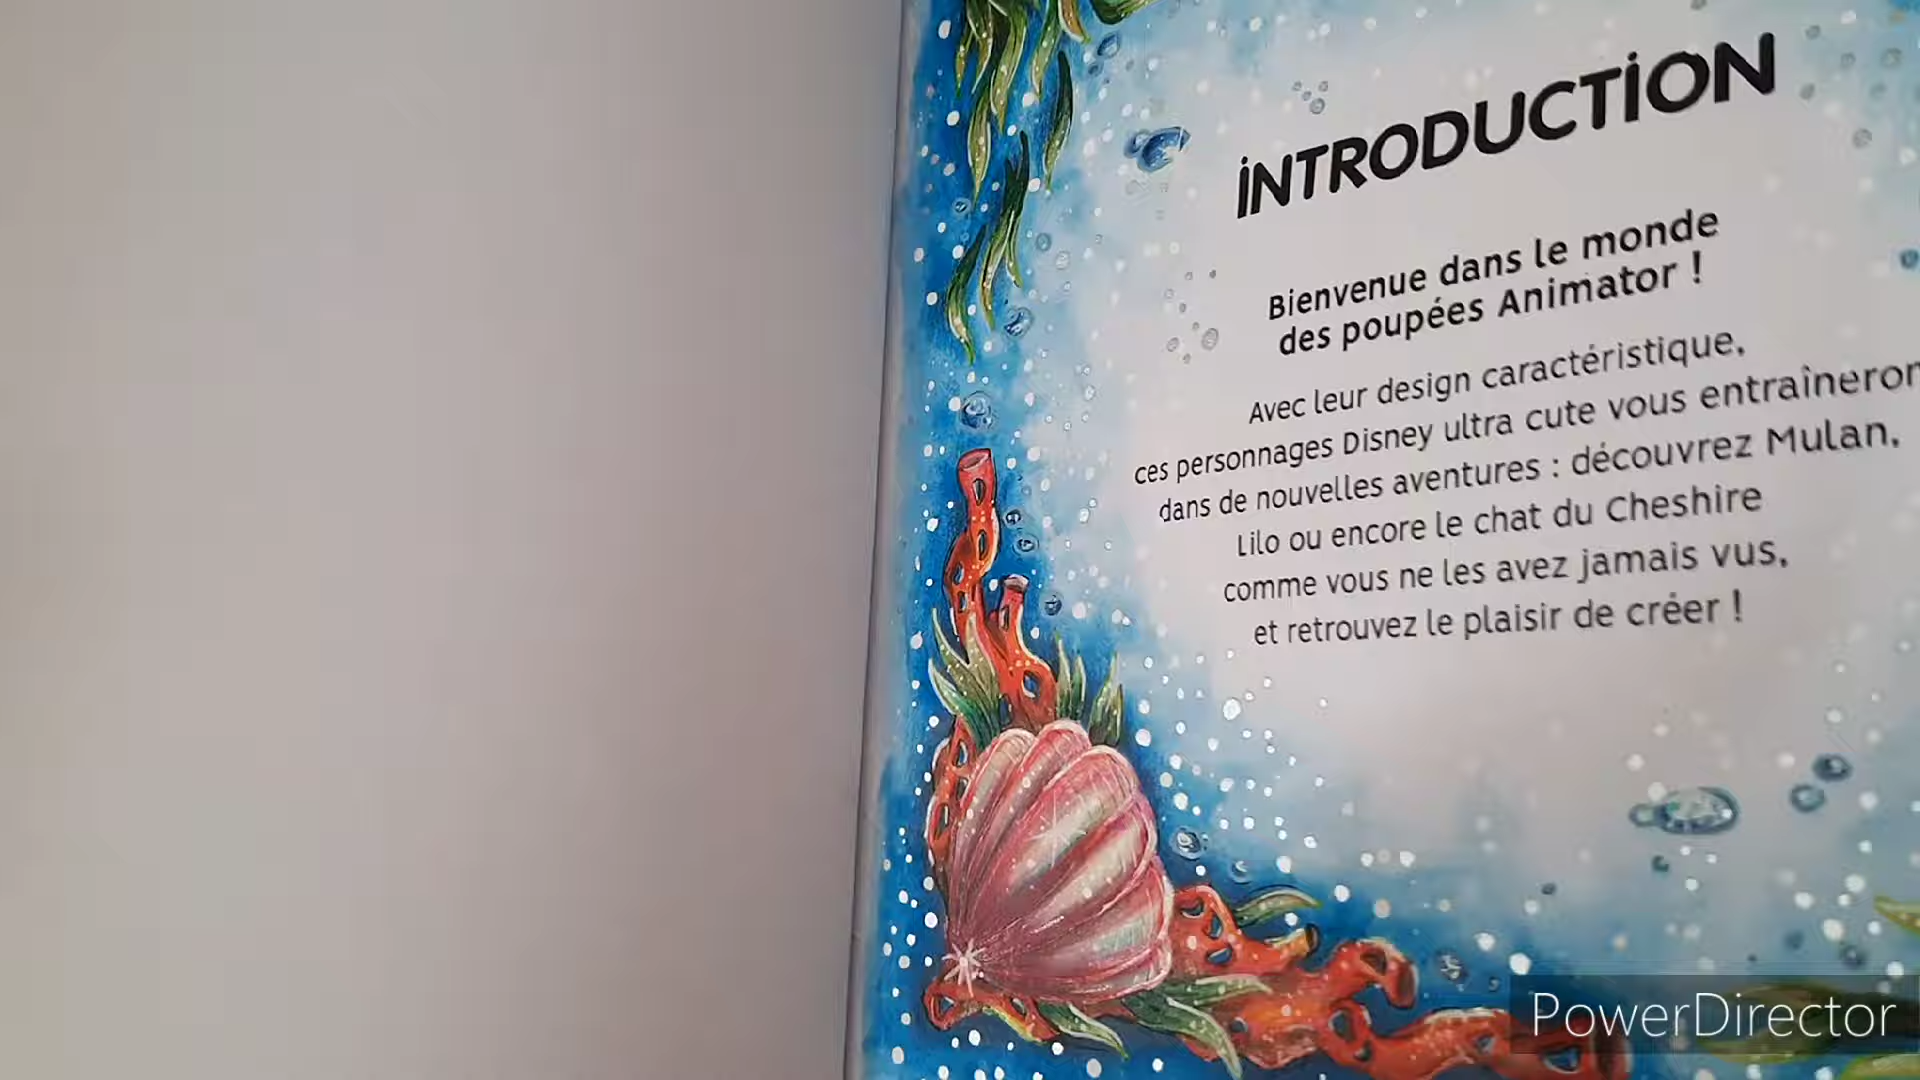 INTRODUCTION
Bienvenue dans le monde
des poupées Animator !
Avec leur design caractéristique,
ces personnages Disney ultra cute vous
dans de nouvelles aventures : découvrez Mulan,
Lilo ou encore le chat du Cheshire
comme vous ne les avez jamais vus,
et retrouvez le plaisir de créer !
PowerDirector